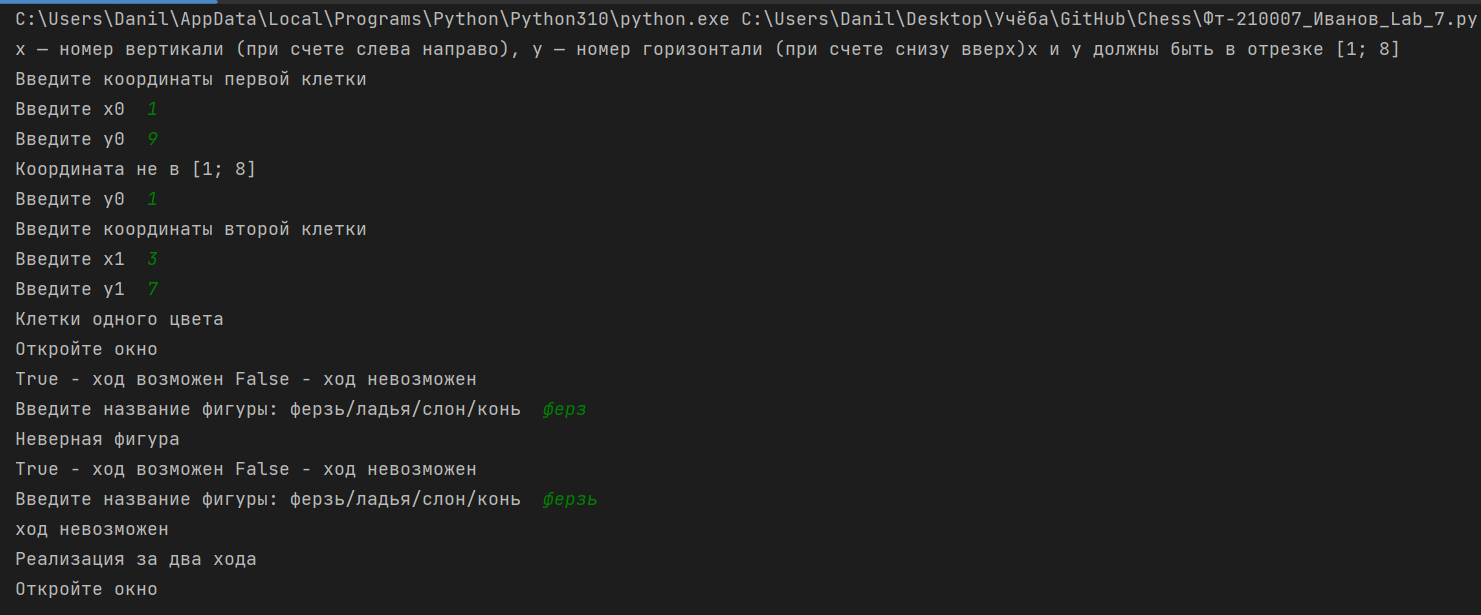 C:\Users\Danil\AppData\Local\Programs\Python\Python310\python.exe C:\Users\Danil\Desktop\Учёба\GitHub\Chess\Фт-210007_Иванов_Lab_7.py
x – номер вертикали (при счете слева направо), y – номер горизонтали (при счете снизу вверх)x и y должны быть в отрезке [1; 8]
Введите координаты первой клетки
Введите x0  1
Введите y0  9
Координата не в [1; 8]
Введите y0  1
Введите координаты второй клетки
Введите x1  3
Введите y1  7
Клетки одного цвета
Откройте окно
True - ход возможен False - ход невозможен
Введите название фигуры: ферзь/ладья/слон/конь  ферз
Неверная фигура
True - ход возможен False - ход невозможен
Введите название фигуры: ферзь/ладья/слон/конь  ферзь
ход невозможен
Реализация за два хода
Откройте окно